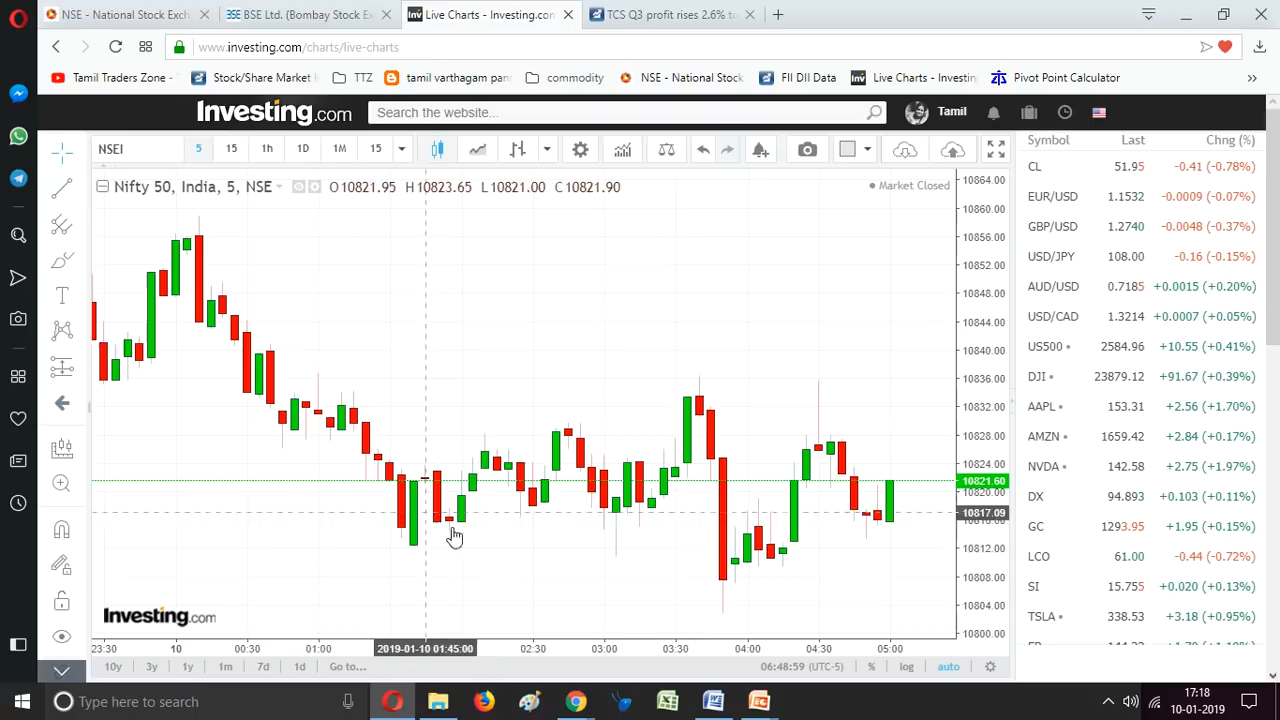 NSE - National Stock Exch
BSE Ltd. (Bombay Stock Ex
Live Charts - Investing.com
TCS Q3 profit rises 2.6% to
www.investing.com/charts/live-charts
Tamil Traders Zone -
Stock/Share Market
TTZ
tamil varthagam pan
commodity
NSE - National Stock
FII DII Data
Live Charts - Investin
Pivot Point Calculator
Investing.com
Search the website...
Tamil
NSEI
5
15
1h
1D
1M
15
Symbol Last Chng (%)
Nifty 50, India, 5, NSE
O10821.95 H10823.65 L10821.00 C10821.90
Market Closed
CL 51.95 -0.41 (-0.78%)
EUR/USD 1.1532 -0.0009 (-0.07%)
GBP/USD 1.2740 -0.0048 (-0.37%)
USD/JPY 108.00 -0.16 (-0.15%)
AUD/USD 0.7185 +0.0015 (+0.20%)
USD/CAD 1.3214 +0.0007 (+0.05%)
US500 2584.96 +10.55 (+0.41%)
DJI 23879.12 +91.67 (+0.39%)
AAPL 153.31 +2.56 (+1.70%)
AMZN 1659.42 +2.84 (+0.17%)
NVDA 142.58 +2.75 (+1.97%)
DX 94.893 +0.103 (+0.11%)
GC 1293.95 +1.95 (+0.15%)
LCO 61.00 -0.44 (-0.72%)
SI 15.755 +0.020 (+0.13%)
TSLA 338.53 +3.18 (+0.95%)
10864.00
10860.00
10856.00
10852.00
10848.00
10844.00
10840.00
10836.00
10832.00
10828.00
10824.00
10821.60
10820.00
10817.09
10812.00
10808.00
10804.00
10800.00
Investing.com
23:30
10
00:30
01:00
2019-01-10 01:45:00
02:30
03:00
03:30
04:00
04:30
05:00
10y
3y
1y
1m
7d
1d
Go to...
06:48:59 (UTC-5)
%
log
auto
Type here to search
17:18
10-01-2019